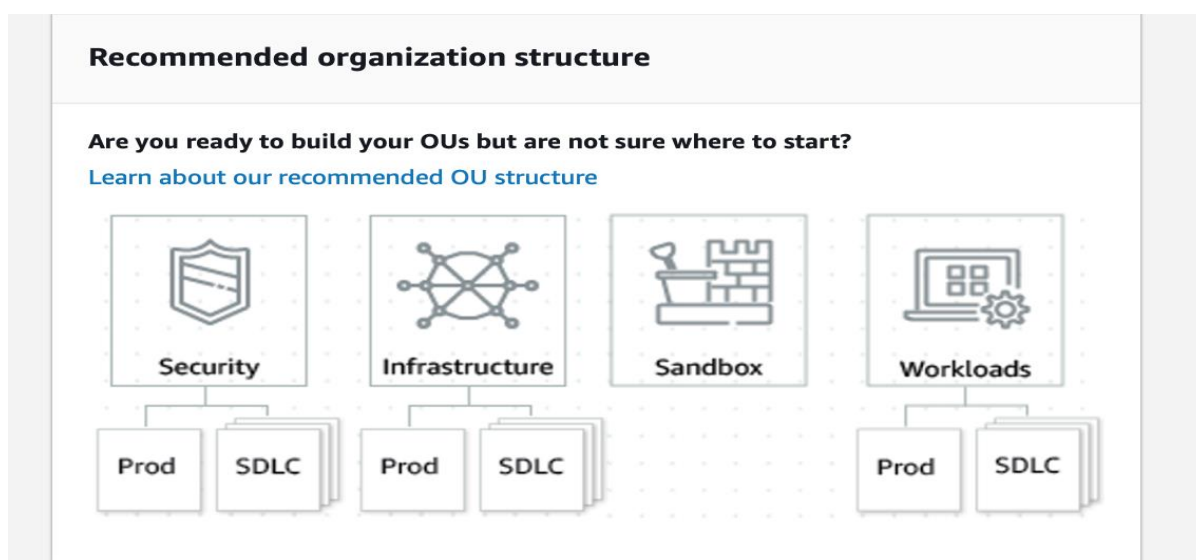 Recommended organization structure
Are you ready to build your OUs but are not sure where to start?
Learn about our recommended OU structure
Security
Infrastructure
Sandbox
Workloads
Prod
SDLC
Prod
SDLC
Prod
SDLC